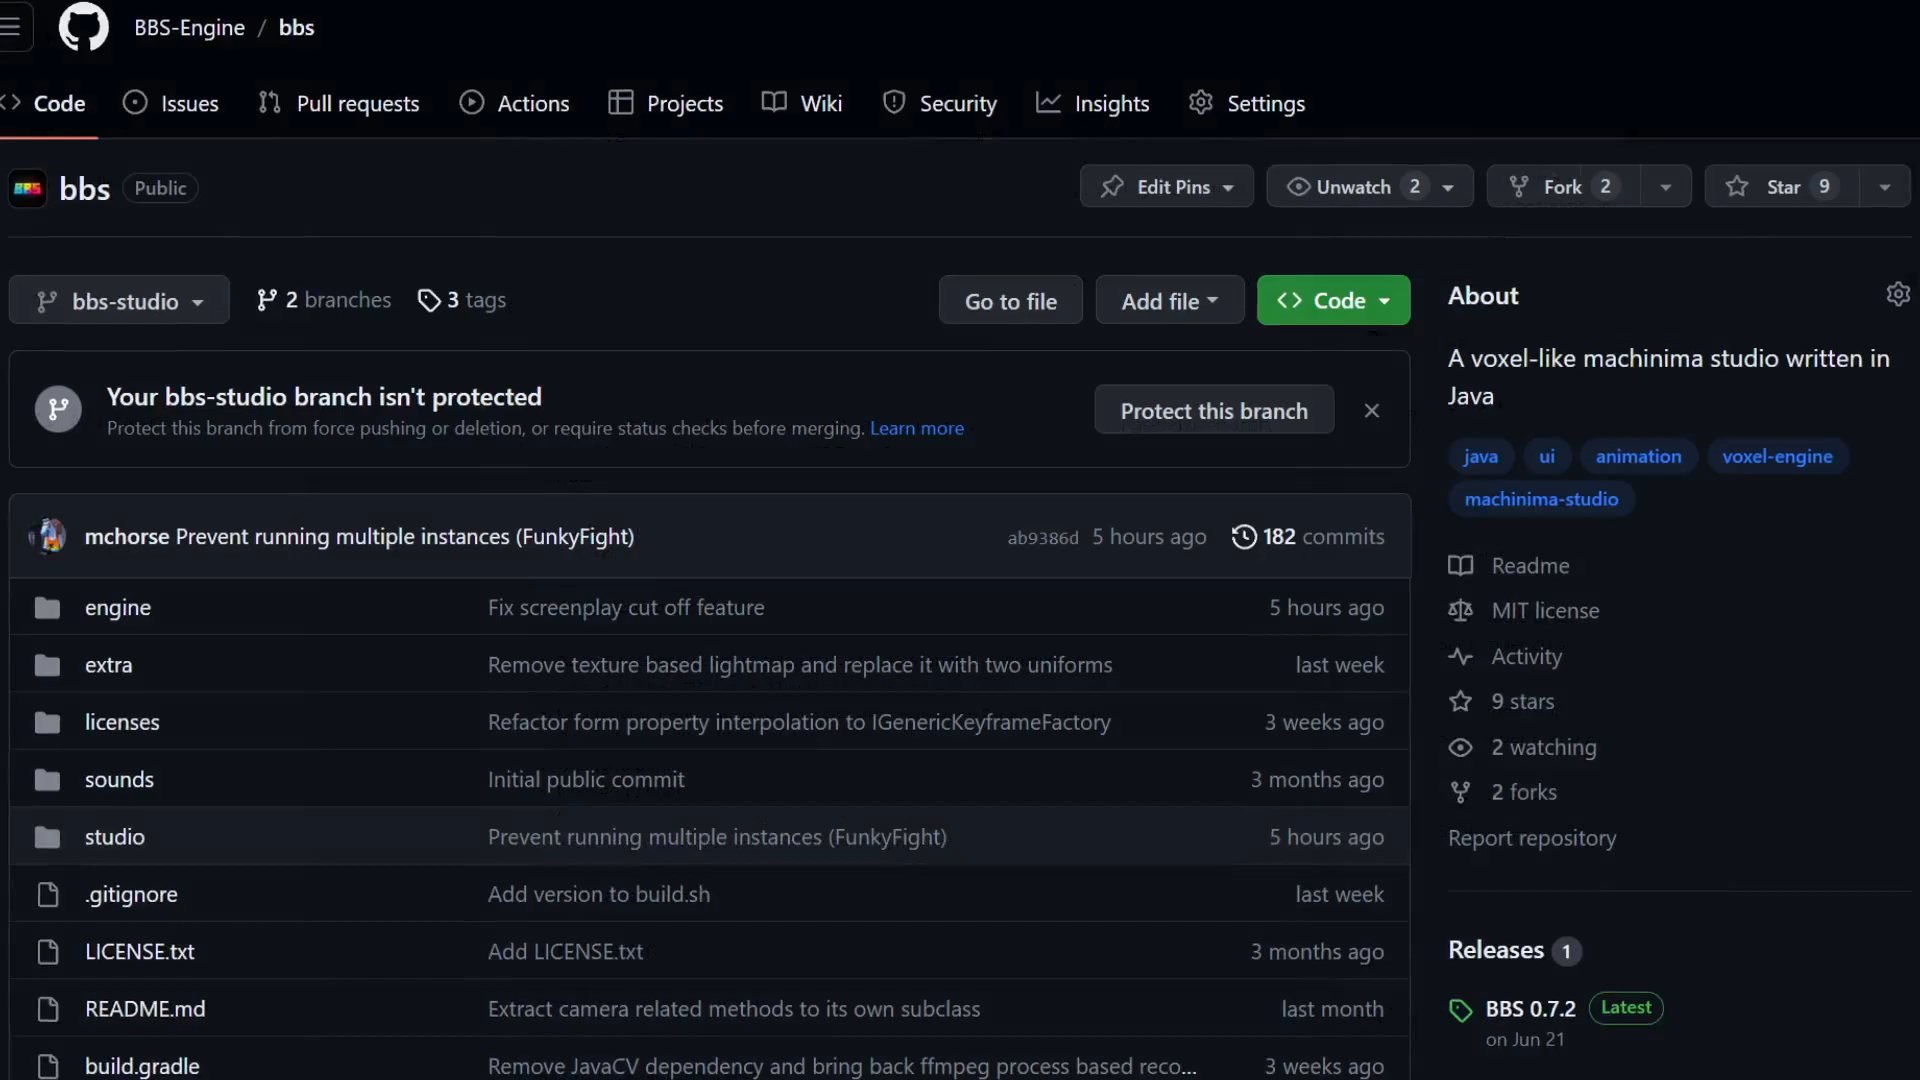 BBS-Engine / bbs
Code Issues Pull requests Actions Projects Wiki Security Insights Settings
BBS bbs Public
Edit Pins Unwatch 2 Fork 2 Star 9
bbs-studio 2 branches 3 tags
Go to file Add file Code
Your bbs-studio branch isn't protected
Protect this branch from force pushing or deletion, or require status checks before merging. Learn more
Protect this branch
mchorse Prevent running multiple instances (FunkyFight) ab9386d 5 hours ago 182 commits
engine Fix screenplay cut off feature 5 hours ago
extra Remove texture based lightmap and replace it with two uniforms last week
licenses Refactor form property interpolation to IGenericKeyframeFactory 3 weeks ago
sounds Initial public commit 3 months ago
studio Prevent running multiple instances (FunkyFight) 5 hours ago
.gitignore Add version to build.sh last week
LICENSE.txt Add LICENSE.txt 3 months ago
README.md Extract camera related methods to its own subclass last month
build.gradle Remove JavaCV dependency and bring back ffmpeg process based reco... 3 weeks ago
About
A voxel-like machinima studio written in
Java
java ui animation voxel-engine
machinima-studio
Readme
MIT license
Activity
9 stars
2 watching
2 forks
Report repository
Releases 1
BBS 0.7.2 Latest
on Jun 21